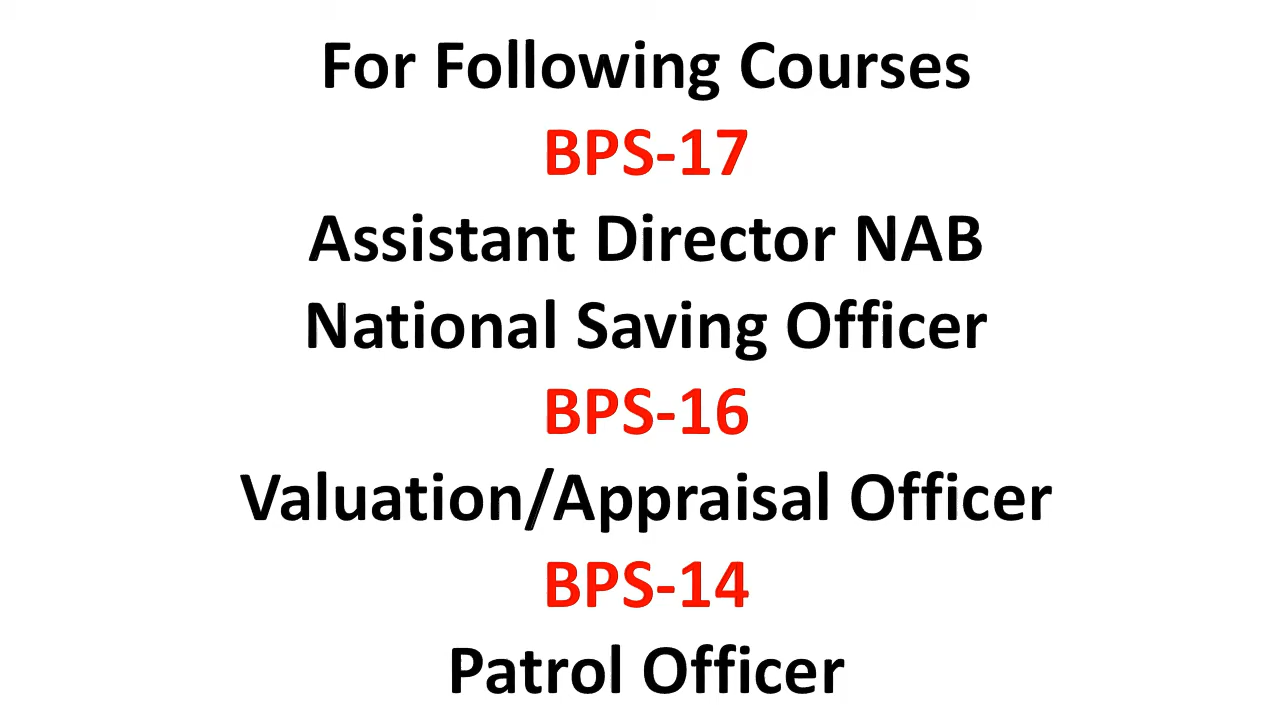 For Following Courses
BPS-17
Assistant Director NAB
National Saving Officer
BPS-16
Valuation/Appraisal Officer
BPS-14
Patrol Officer